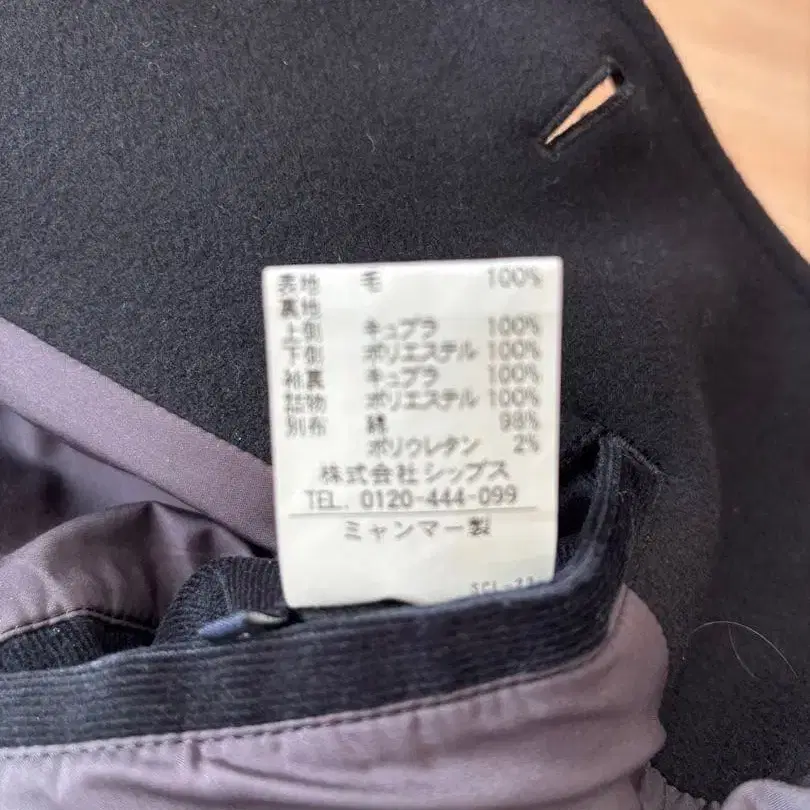 表地 毛 100%
裏地
上側 キュプラ 100%
下側 ポリエステル 100%
袖裏 キュプラ 100%
詰物 ポリエステル 100%
別布 綿 98%
ポリウレタン 2%
株式会社シップス
TEL. 0120-444-099
ミャンマー製